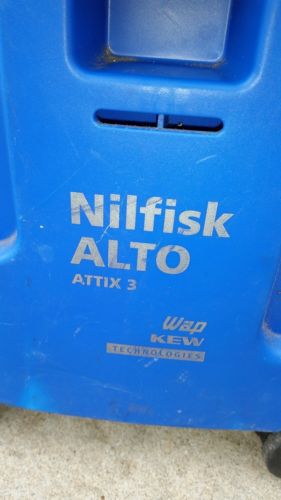 Nilfisk
ALTO
ATTIX 3
Wap
KEW
TECHNOLOGIES